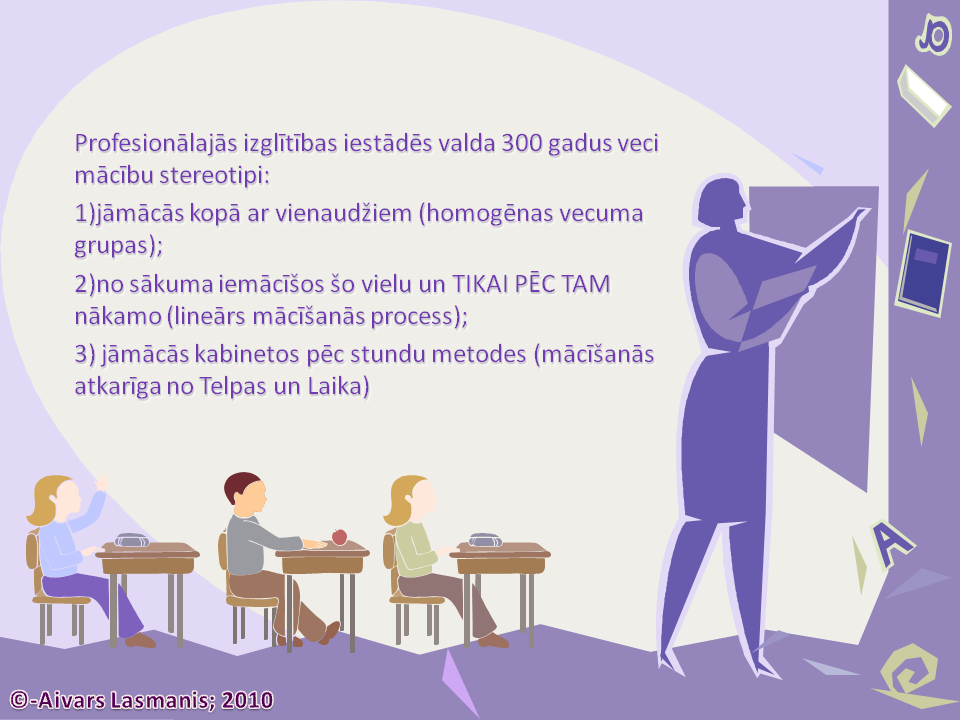 Profesionālajās izglītības iestādēs valda 300 gadus veci
mācību stereotipi:
1)jāmācās kopā ar vienaudžiem (homogēnas vecuma
grupas);
2)no sākuma iemācīšos šo vielu un TIKAI PĒC TAM
nākamo (lineārs mācīšanās process);
3) jāmācās kabinetos pēc stundu metodes (mācīšanās
atkarīga no Telpas un Laika)
A
©-Aivars Lasmanis; 2010